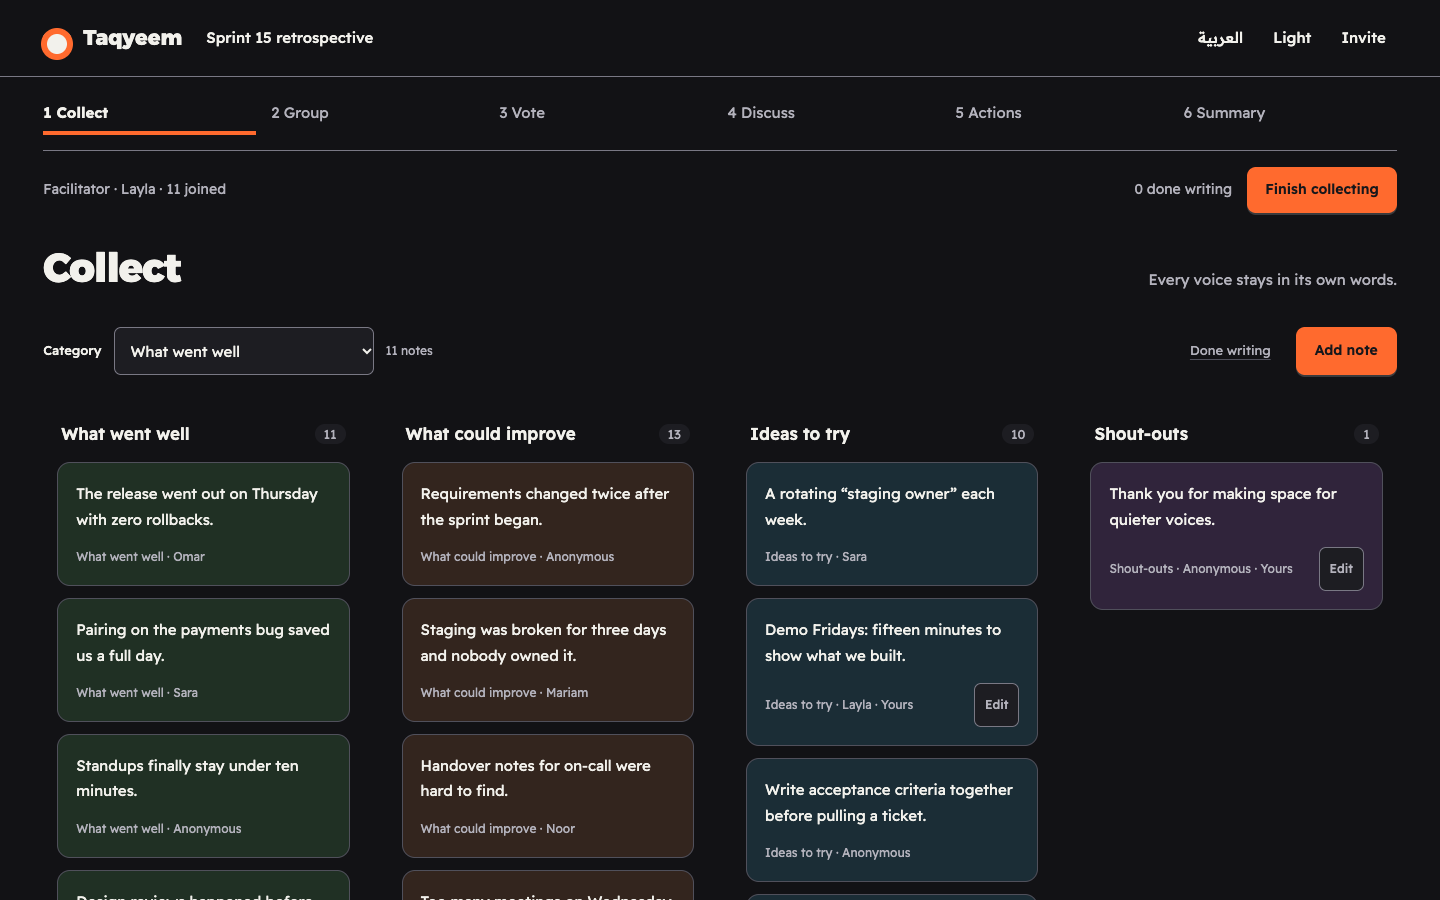 Taqyeem
Sprint 15 retrospective
العربية
Light
Invite
1 Collect
2 Group
3 Vote
4 Discuss
5 Actions
6 Summary
Facilitator · Layla · 11 joined
0 done writing
Finish collecting
Collect
Every voice stays in its own words.
Category
What went well
11 notes
Done writing
Add note
What went well
11
The release went out on Thursday
with zero rollbacks.
What went well · Omar
Pairing on the payments bug saved
us a full day.
What went well · Sara
Standups finally stay under ten
minutes.
What went well · Anonymous
Design reviews happened before
What could improve
13
Requirements changed twice after
the sprint began.
What could improve · Anonymous
Staging was broken for three days
and nobody owned it.
What could improve · Mariam
Handover notes for on-call were
hard to find.
What could improve · Noor
Too many meetings on Wednesday
Ideas to try
10
A rotating “staging owner” each
week.
Ideas to try · Sara
Demo Fridays: fifteen minutes to
show what we built.
Ideas to try · Layla · Yours
Edit
Write acceptance criteria together
before pulling a ticket.
Ideas to try · Anonymous
Shout-outs
1
Thank you for making space for
quieter voices.
Shout-outs · Anonymous · Yours
Edit